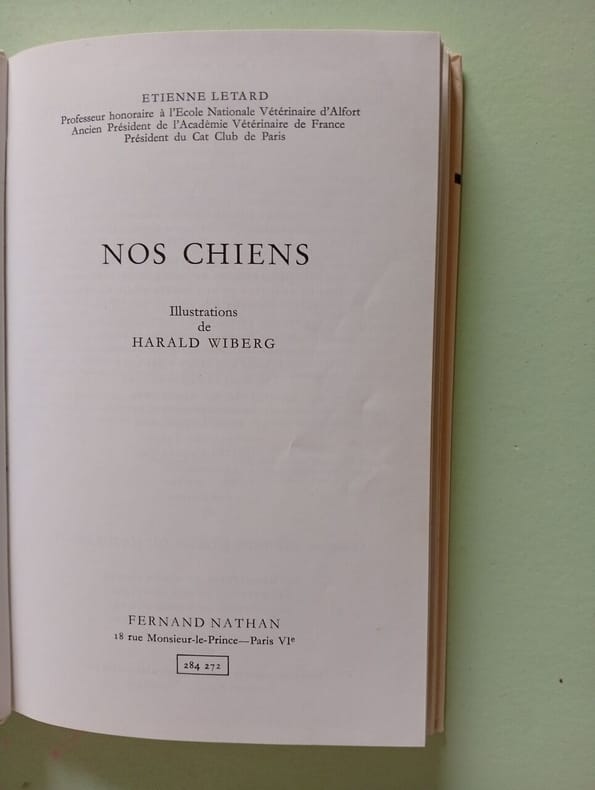 ETIENNE LETARD
Professeur honoraire à l'Ecole Nationale Vétérinaire d'Alfort
Ancien Président de l'Académie Vétérinaire de France
Président du Cat Club de Paris
NOS CHIENS
Illustrations
de
HARALD WIBERG
FERNAND NATHAN
18 rue Monsieur-le-Prince—Paris VIe
284 272